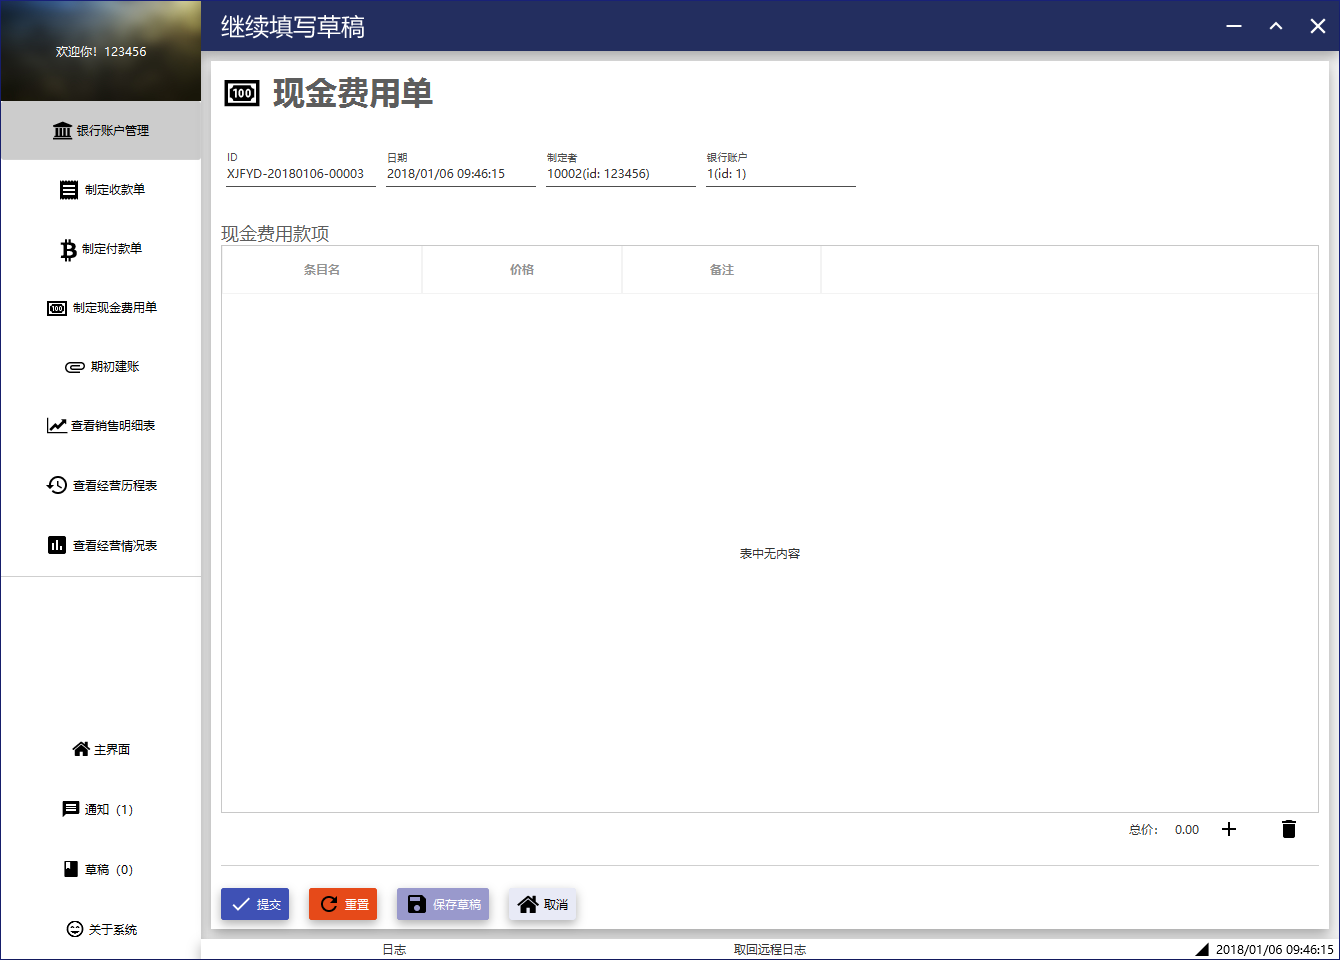 继续填写草稿
欢迎你！123456
银行账户管理
制定收款单
制定付款单
制定现金费用单
期初建账
查看销售明细表
查看经营历程表
查看经营情况表
主界面
通知（1）
草稿（0）
关于系统
100 现金费用单
ID 日期 制定者 银行账户
XJFYD-20180106-00003 2018/01/06 09:46:15 10002(id: 123456) 1(id: 1)
现金费用款项
条目名 价格 备注
表中无内容
总价： 0.00
提交 重置 保存草稿 取消
日志 取回远程日志 2018/01/06 09:46:15